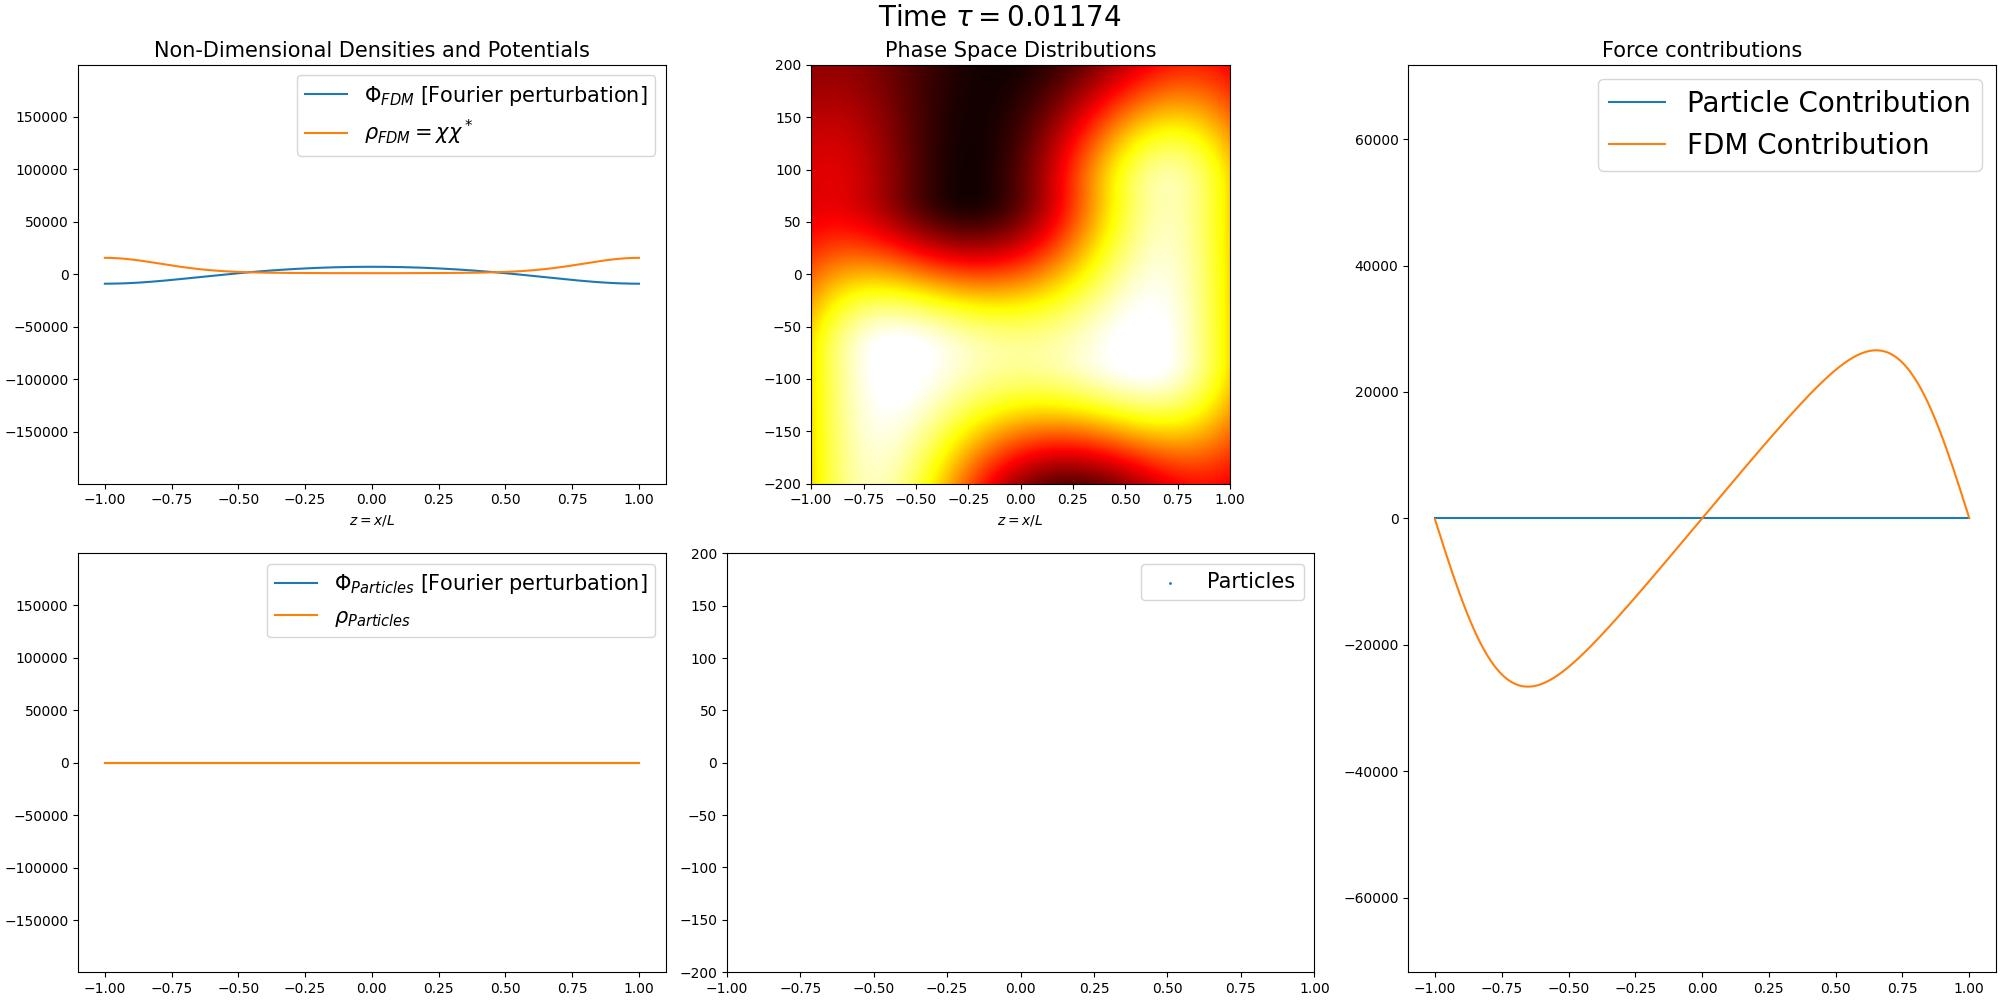 Time τ = 0.01174
Non-Dimensional Densities and Potentials
Φ_FDM [Fourier perturbation]
ρ_FDM = χχ*
150000
100000
50000
0
−50000
−100000
−150000
−1.00 −0.75 −0.50 −0.25 0.00 0.25 0.50 0.75 1.00
z = x/L
Phase Space Distributions
200
150
100
50
0
−50
−100
−150
−200
−1.00 −0.75 −0.50 −0.25 0.00 0.25 0.50 0.75 1.00
z = x/L
Force contributions
Particle Contribution
FDM Contribution
60000
40000
20000
0
−20000
−40000
−60000
−1.00 −0.75 −0.50 −0.25 0.00 0.25 0.50 0.75 1.00
Φ_Particles [Fourier perturbation]
ρ_Particles
150000
100000
50000
0
−50000
−100000
−150000
−1.00 −0.75 −0.50 −0.25 0.00 0.25 0.50 0.75 1.00
Particles
200
150
100
50
0
−50
−100
−150
−200
−1.00 −0.75 −0.50 −0.25 0.00 0.25 0.50 0.75 1.00